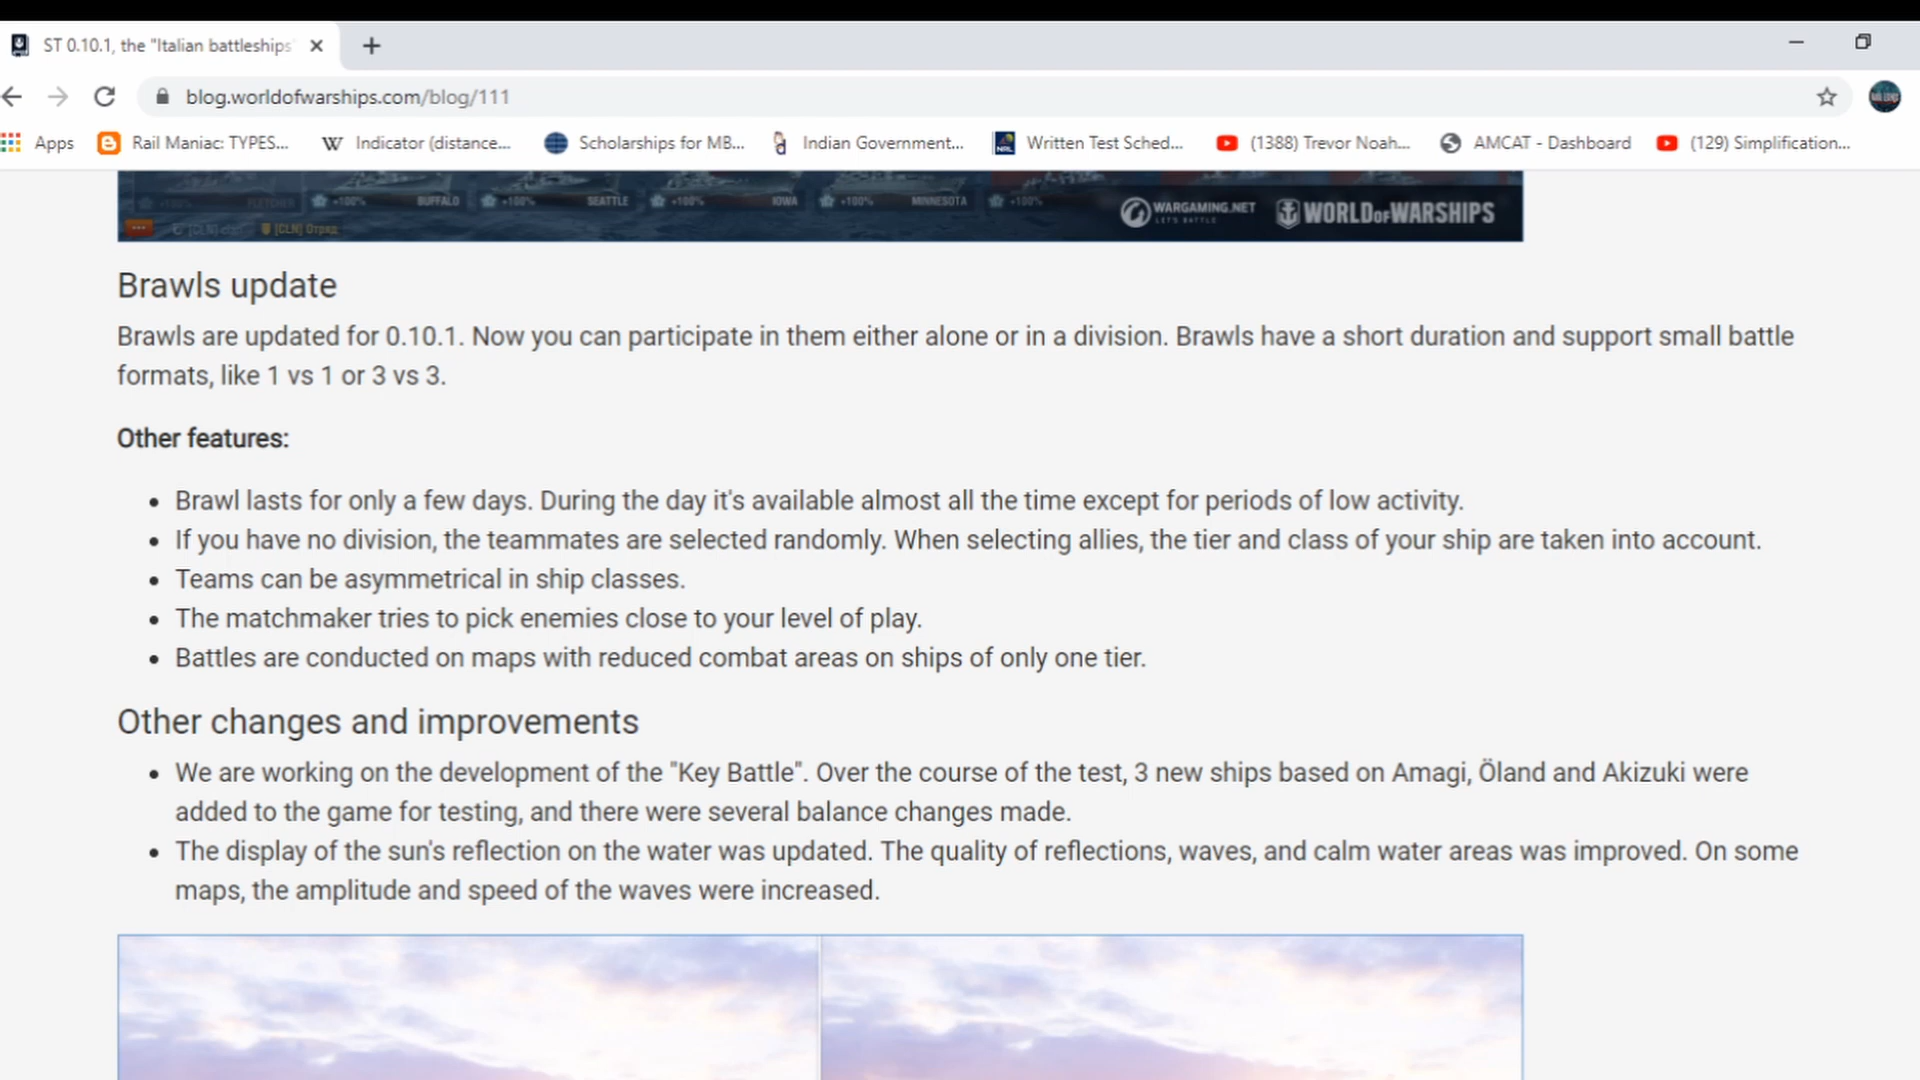 ST 0.10.1, the "Italian battleships"
blog.worldofwarships.com/blog/111
Apps
Rail Maniac: TYPES...
Indicator (distance...
Scholarships for MB...
Indian Government...
Written Test Sched...
(1388) Trevor Noah...
AMCAT - Dashboard
(129) Simplification...
+100% FLETCHER +100% BUFFALO +100% SEATTLE +100% IOWA +100% MINNESOTA +100%
WARGAMING.NET
LET'S BATTLE
WORLD OF WARSHIPS
[CLN] Отряд
Brawls update
Brawls are updated for 0.10.1. Now you can participate in them either alone or in a division. Brawls have a short duration and support small battle
formats, like 1 vs 1 or 3 vs 3.
Other features:
Brawl lasts for only a few days. During the day it's available almost all the time except for periods of low activity.
If you have no division, the teammates are selected randomly. When selecting allies, the tier and class of your ship are taken into account.
Teams can be asymmetrical in ship classes.
The matchmaker tries to pick enemies close to your level of play.
Battles are conducted on maps with reduced combat areas on ships of only one tier.
Other changes and improvements
We are working on the development of the "Key Battle". Over the course of the test, 3 new ships based on Amagi, Öland and Akizuki were
added to the game for testing, and there were several balance changes made.
The display of the sun's reflection on the water was updated. The quality of reflections, waves, and calm water areas was improved. On some
maps, the amplitude and speed of the waves were increased.